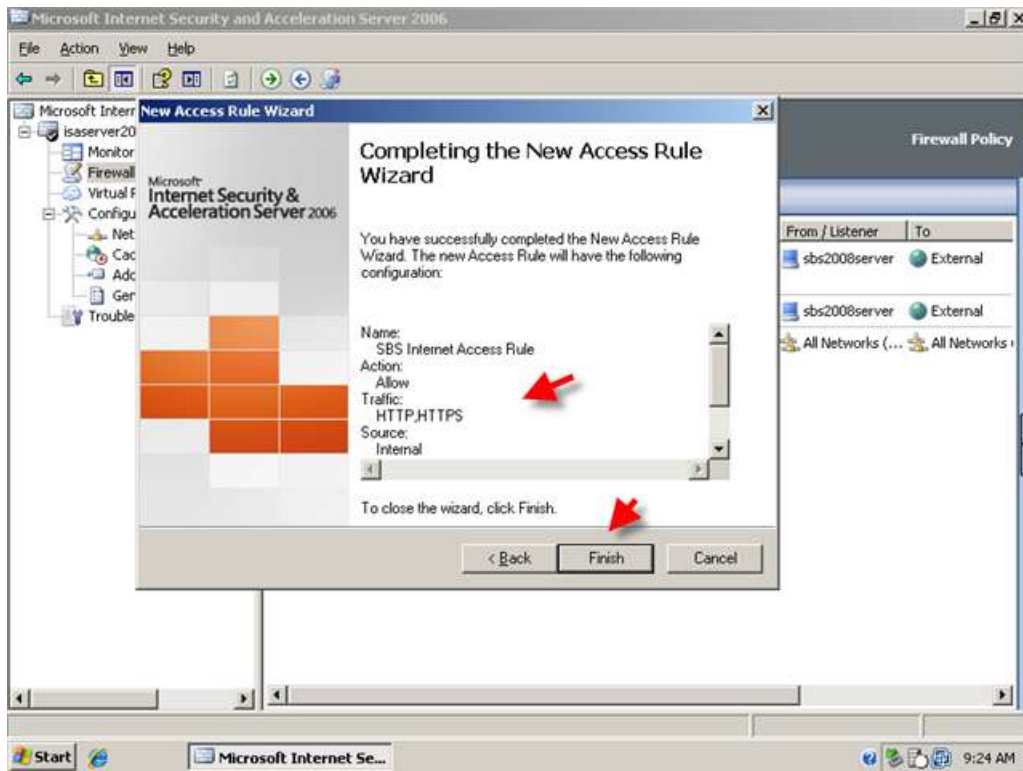 Microsoft Internet Security and Acceleration Server 2006
File Action View Help
Microsoft Interr
isaserver20
Monitor
Firewall
Virtual F
Configu
Net
Cac
Adc
Ger
Trouble
New Access Rule Wizard
Microsoft
Internet Security &
Acceleration Server 2006
Completing the New Access Rule
Wizard
You have successfully completed the New Access Rule
Wizard. The new Access Rule will have the following
configuration:
Name:
SBS Internet Access Rule
Action:
Allow
Traffic:
HTTP,HTTPS
Source:
Internal
To close the wizard, click Finish.
< Back Finish Cancel
Firewall Policy
From / Listener To
sbs2008server External
sbs2008server External
All Networks (... All Networks
Start Microsoft Internet Se... 9:24 AM